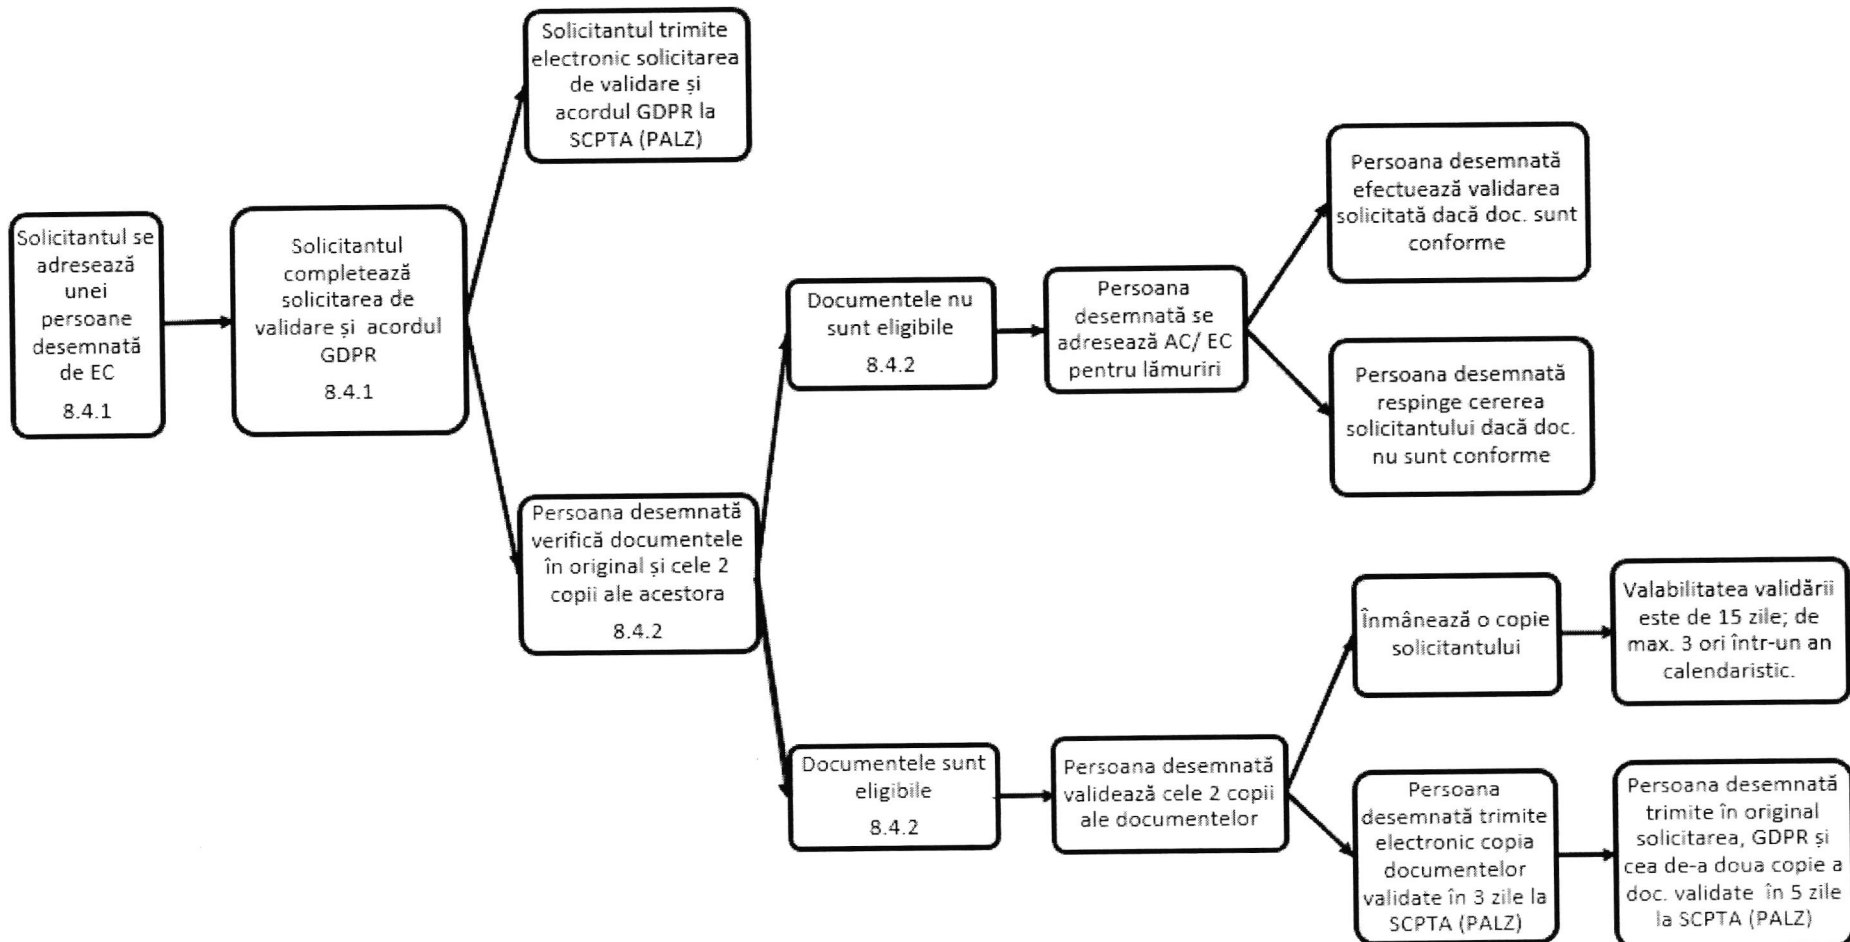 Solicitantul se
adresează
unei
persoane
desemnată
de EC
8.4.1
Solicitantul
completează
solicitarea de
validare și acordul
GDPR
8.4.1
Solicitantul trimite
electronic solicitarea
de validare și
acordul GDPR la
SCPTA (PALZ)
Persoana desemnată
verifică documentele
în original și cele 2
copii ale acestora
8.4.2
Documentele nu
sunt eligibile
8.4.2
Persoana
desemnată se
adresează AC/ EC
pentru lămuriri
Persoana desemnată
efectuează validarea
solicitată dacă doc. sunt
conforme
Persoana desemnată
respinge cererea
solicitantului dacă doc.
nu sunt conforme
Documentele sunt
eligibile
8.4.2
Persoana desemnată
validează cele 2 copii
ale documentelor
Înmânează o copie
solicitantului
Valabilitatea validării
este de 15 zile; de
max. 3 ori într-un an
calendaristic.
Persoana
desemnată trimite
electronic copia
documentelor
validate în 3 zile la
SCPTA (PALZ)
Persoana desemnată
trimite în original
solicitarea, GDPR și
cea de-a doua copie a
doc. validate în 5 zile
la SCPTA (PALZ)